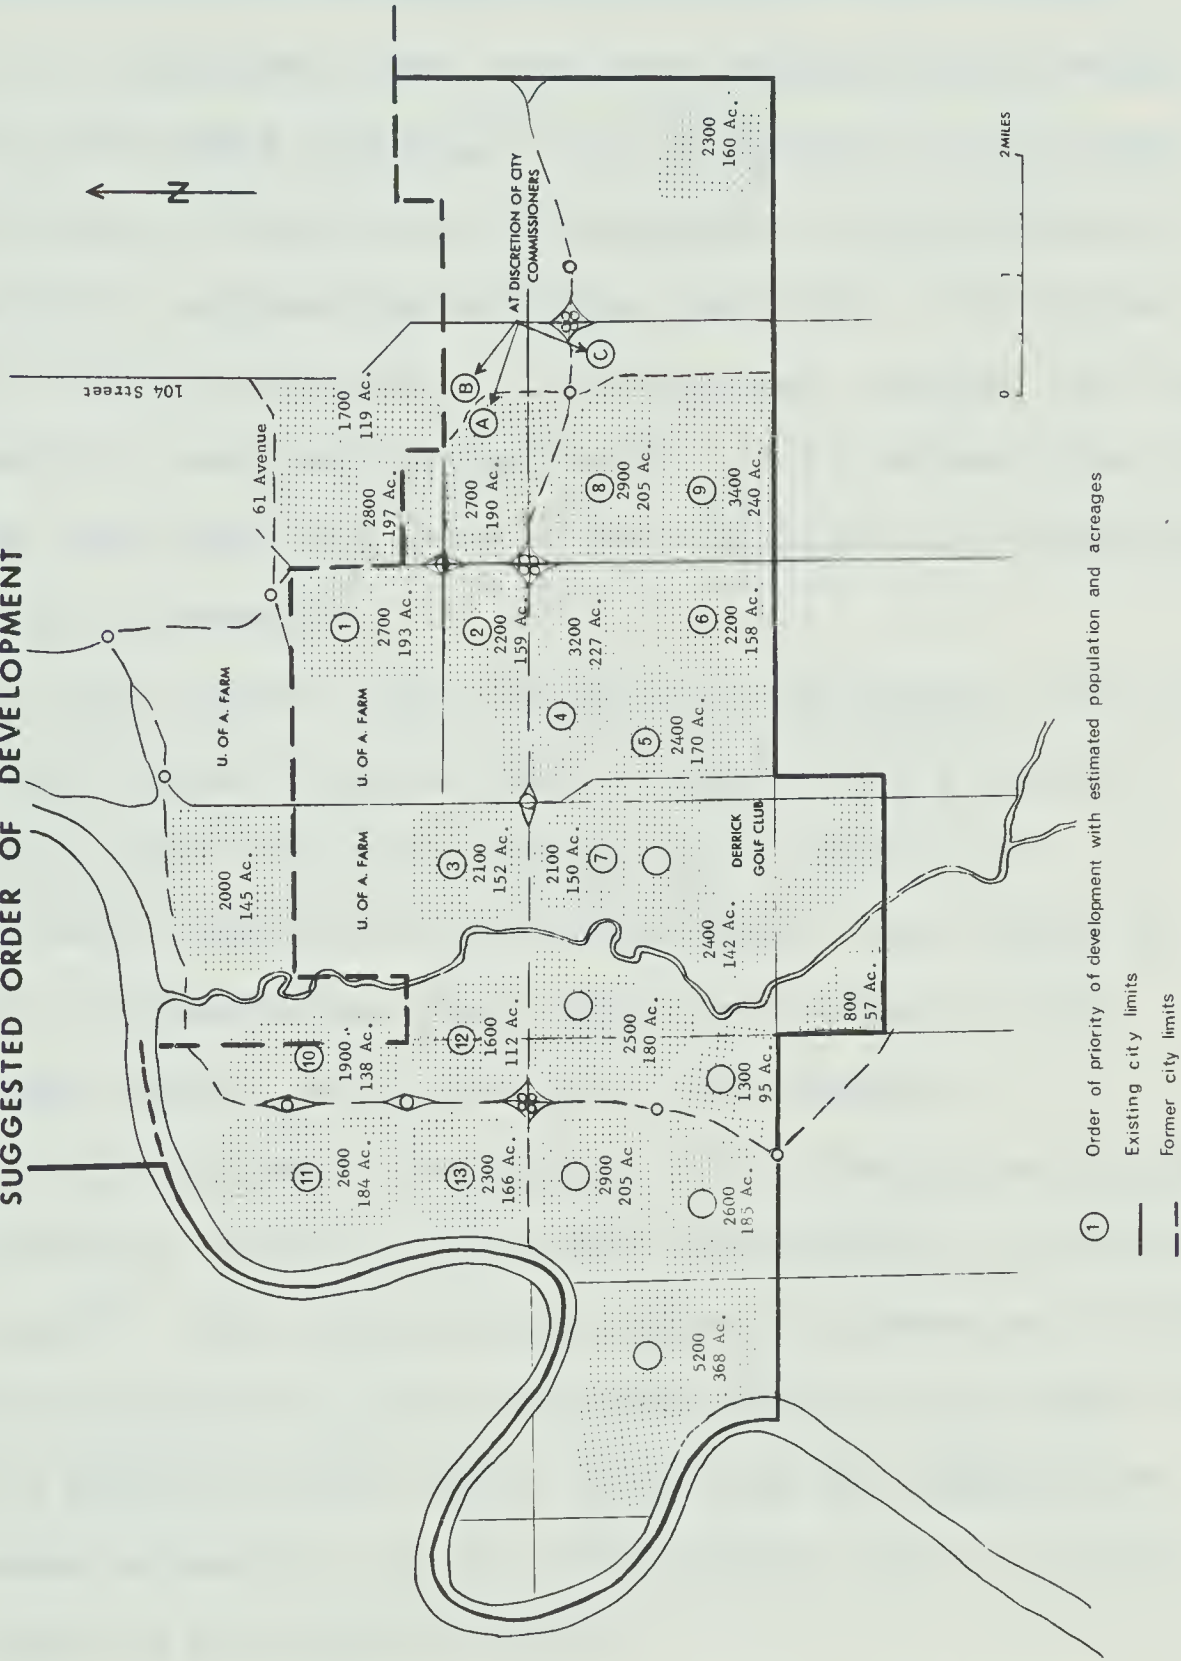 SUGGESTED ORDER OF DEVELOPMENT
N
104 Street
61 Avenue
U. OF A. FARM
U. OF A. FARM
U. OF A. FARM
2000
145 Ac.
1700
119 Ac.
2800
197 Ac.
1
2700
193 Ac.
10
1900
138 Ac.
11
2600
184 Ac.
AT DISCRETION OF CITY
COMMISSIONERS
B
A
C
2700
190 Ac.
2
2200
159 Ac.
3
2100
152 Ac.
12
1600
112 Ac.
13
2300
166 Ac.
2300
160 Ac.
8
2900
205 Ac.
9
3400
240 Ac.
3200
227 Ac.
4
5
2400
170 Ac.
6
2200
158 Ac.
2100
150 Ac.
7
DERRICK
GOLF CLUB
2400
142 Ac.
800
57 Ac.
2500
180 Ac.
1300
95 Ac.
2900
205 Ac
2600
185 Ac.
5200
368 Ac.
0 1 2 MILES
1 Order of priority of development with estimated population and acreages
Existing city limits
Former city limits